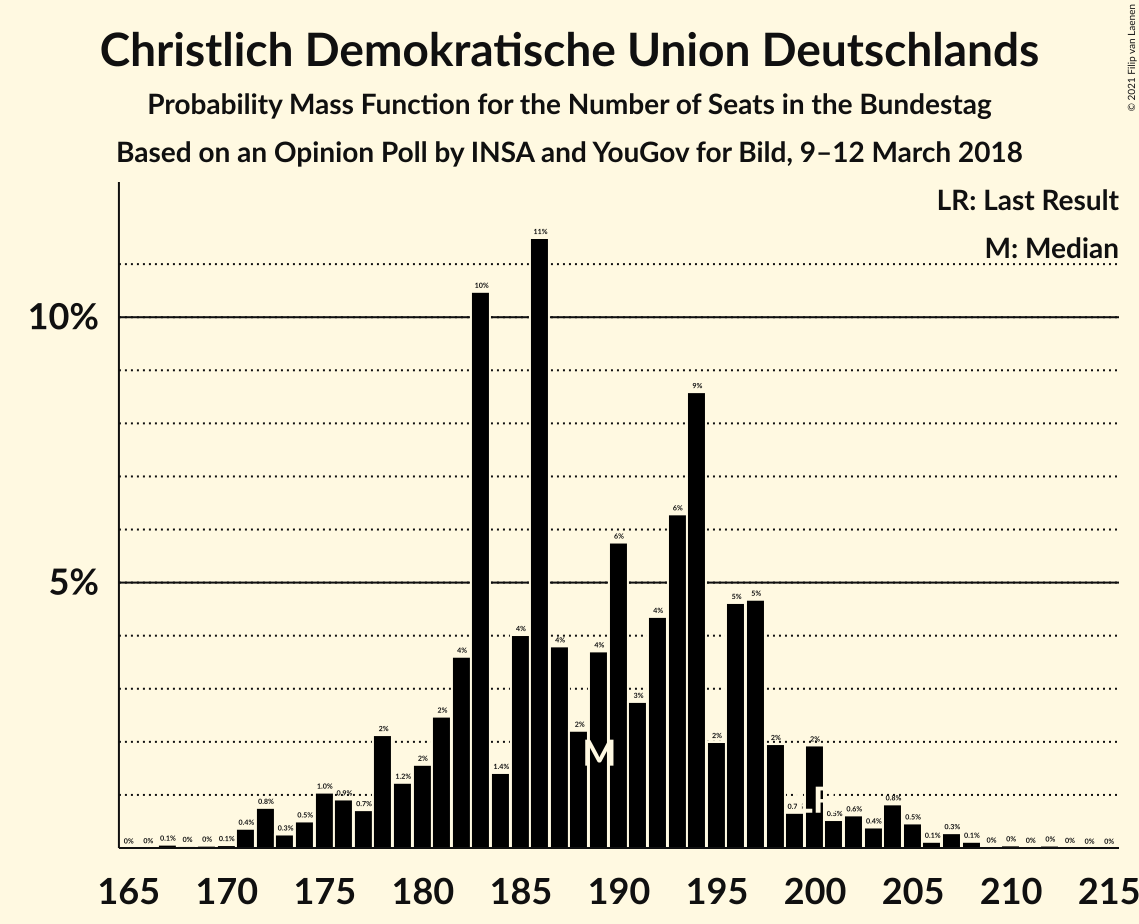 Christlich Demokratische Union Deutschlands
Probability Mass Function for the Number of Seats in the Bundestag
Based on an Opinion Poll by INSA and YouGov for Bild, 9–12 March 2018
© 2021 Filip van Laenen
LR: Last Result
M: Median
10%
5%
0% 0% 0.1% 0% 0% 0.1% 0.4% 0.8% 0.3% 0.5% 1.0% 0.9% 0.7% 2% 1.2% 2% 2% 4% 10% 1.4% 4% 11% 4% 2% 4% 6% 3% 4% 6% 9% 2% 5% 5% 2% 0.7 2% 0.5% 0.6% 0.4% 0.8% 0.5% 0.1% 0.3% 0.1% 0% 0% 0% 0% 0% 0% 0%
M
LR
165 170 175 180 185 190 195 200 205 210 215